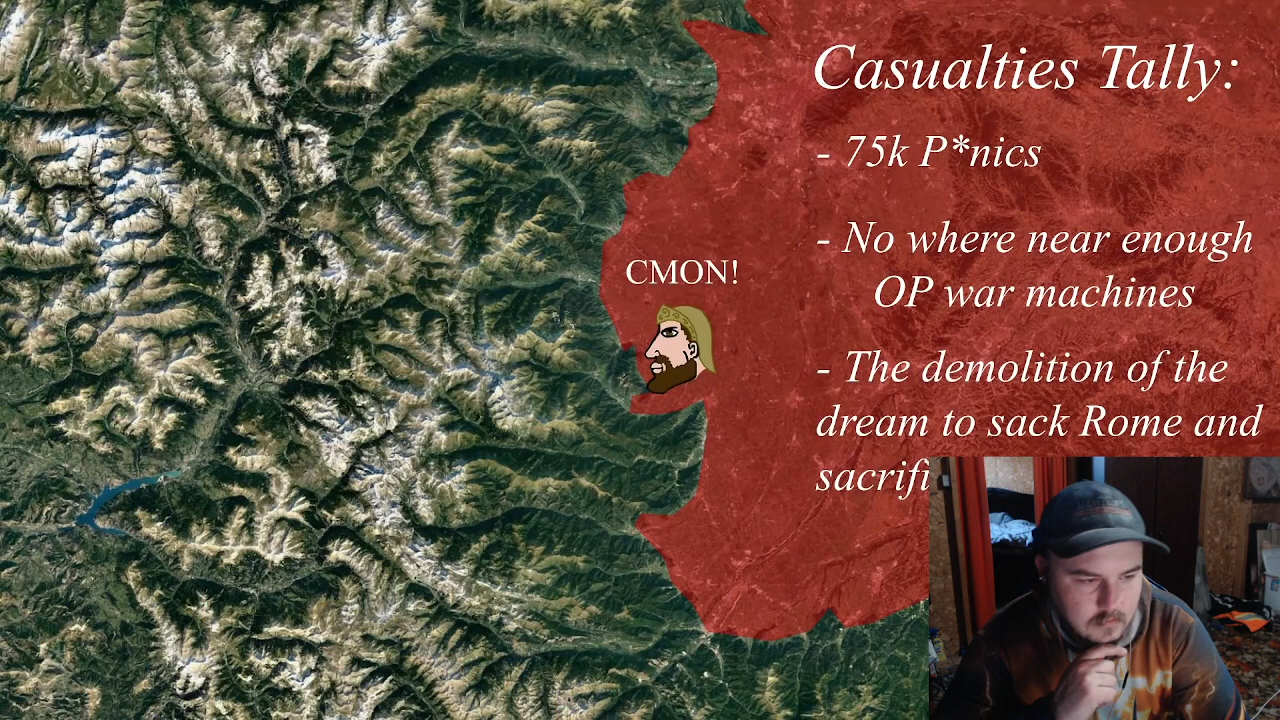 Casualties Tally:
- 75k P*nics
- No where near enough
OP war machines
CMON!
- The demolition of the
dream to sack Rome and
sacrifi